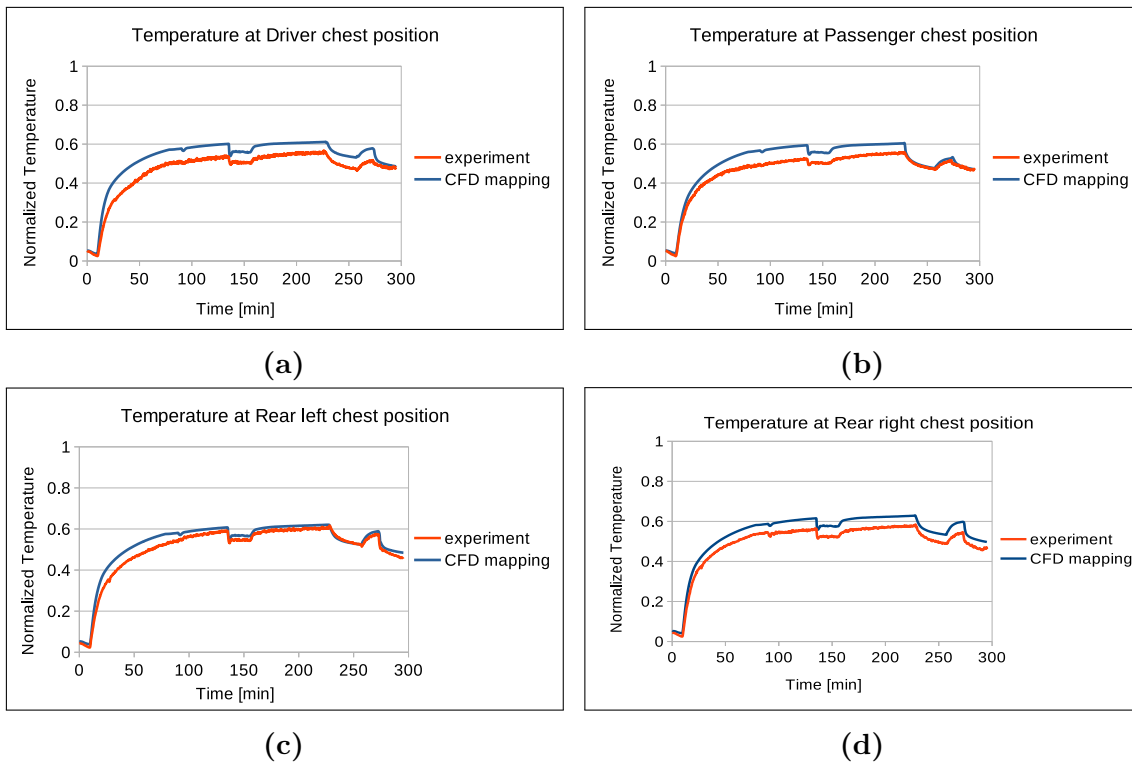 Temperature at Driver chest position
Normalized Temperature
1
0.8
0.6
0.4
0.2
0
0 50 100 150 200 250 300
Time [min]
experiment
CFD mapping
(a)
Temperature at Passenger chest position
Normalized Temperature
1
0.8
0.6
0.4
0.2
0
0 50 100 150 200 250 300
Time [min]
experiment
CFD mapping
(b)
Temperature at Rear left chest position
Normalized Temperature
1
0.8
0.6
0.4
0.2
0
0 50 100 150 200 250 300
Time [min]
experiment
CFD mapping
(c)
Temperature at Rear right chest position
Normalized Temperature
1
0.8
0.6
0.4
0.2
0
0 50 100 150 200 250 300
Time [min]
experiment
CFD mapping
(d)